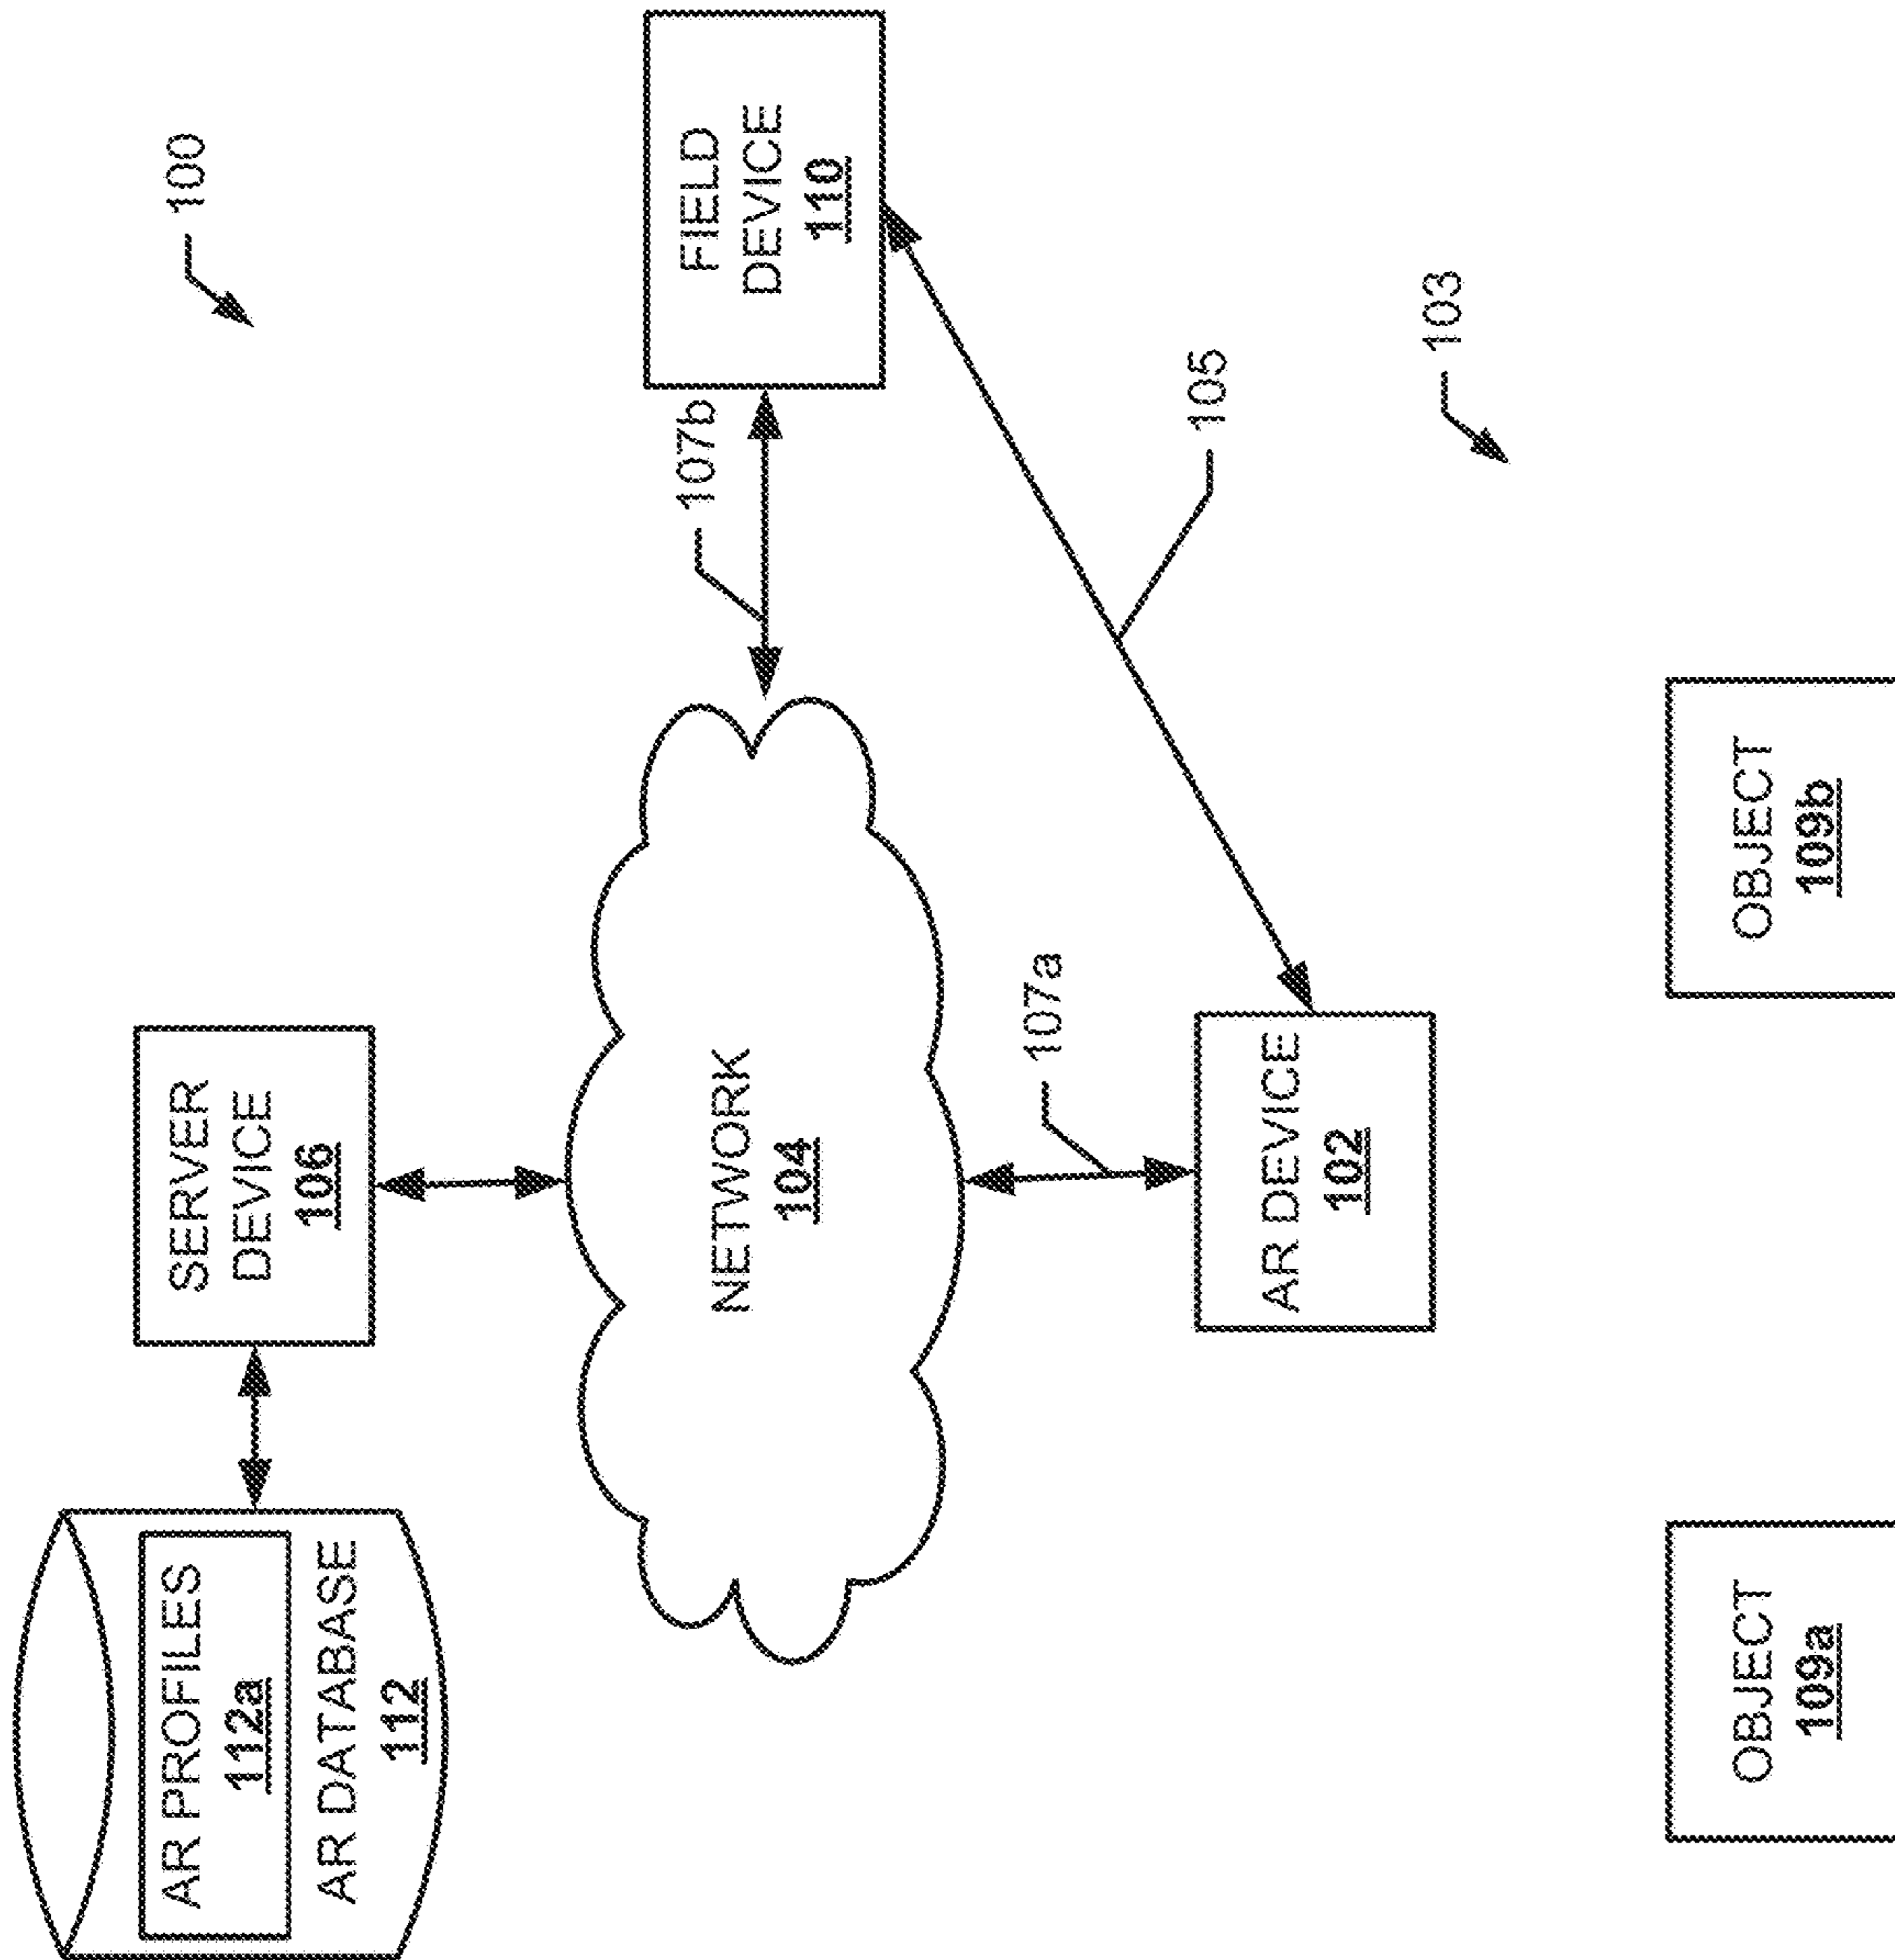 100
AR PROFILES
112a
AR DATABASE
112
SERVER
DEVICE
106
NETWORK
104
107b
FIELD
DEVICE
110
107a
105
AR DEVICE
102
103
OBJECT
109a
OBJECT
109b